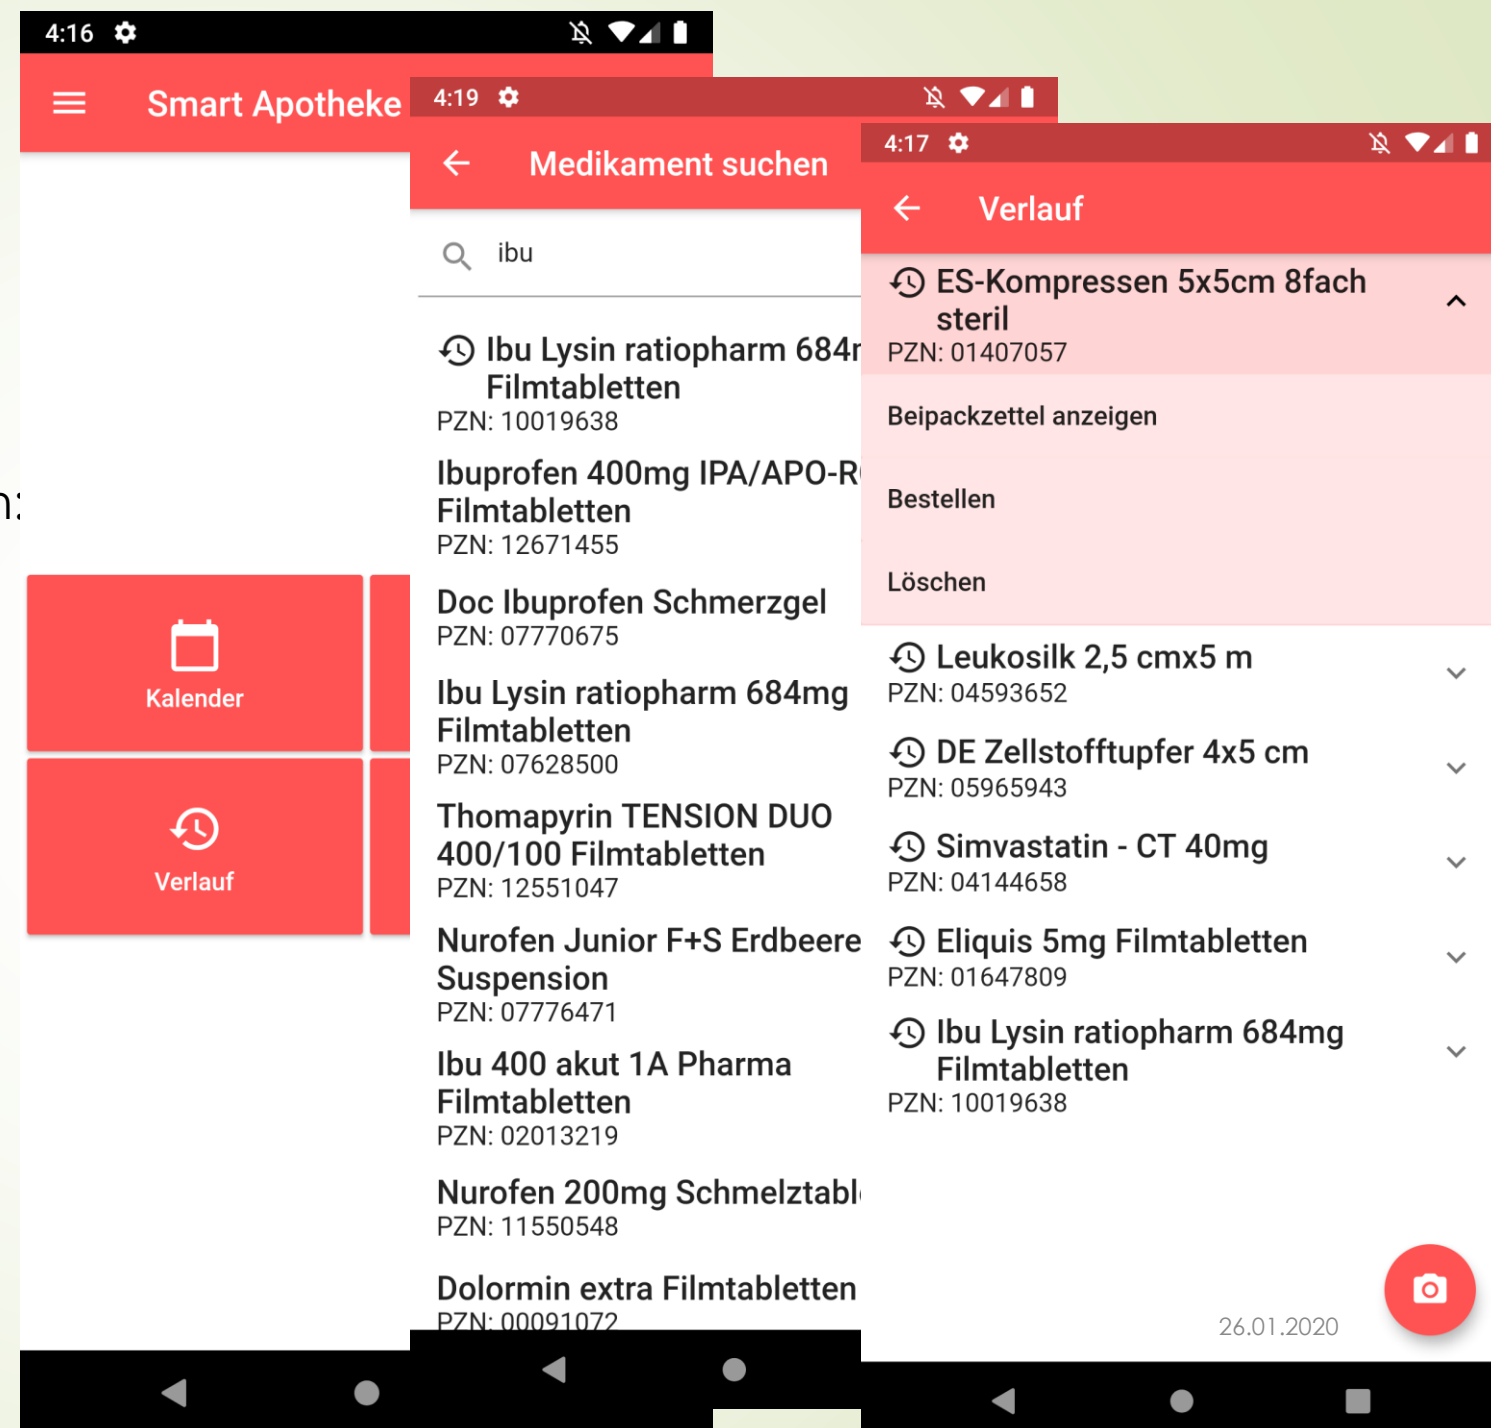 4:16
Smart Apotheke
n:
Kalender
Verlauf
4:19
Medikament suchen
ibu
Ibu Lysin ratiopharm 684
Filmtabletten
PZN: 10019638
Ibuprofen 400mg IPA/APO-R
Filmtabletten
PZN: 12671455
Doc Ibuprofen Schmerzgel
PZN: 07770675
Ibu Lysin ratiopharm 684mg
Filmtabletten
PZN: 07628500
Thomapyrin TENSION DUO
400/100 Filmtabletten
PZN: 12551047
Nurofen Junior F+S Erdbeere
Suspension
PZN: 07776471
Ibu 400 akut 1A Pharma
Filmtabletten
PZN: 02013219
Nurofen 200mg Schmelztabl
PZN: 11550548
Dolormin extra Filmtabletten
PZN: 00091072
4:17
Verlauf
ES-Kompressen 5x5cm 8fach
steril
PZN: 01407057
Beipackzettel anzeigen
Bestellen
Löschen
Leukosilk 2,5 cmx5 m
PZN: 04593652
DE Zellstofftupfer 4x5 cm
PZN: 05965943
Simvastatin - CT 40mg
PZN: 04144658
Eliquis 5mg Filmtabletten
PZN: 01647809
Ibu Lysin ratiopharm 684mg
Filmtabletten
PZN: 10019638
26.01.2020